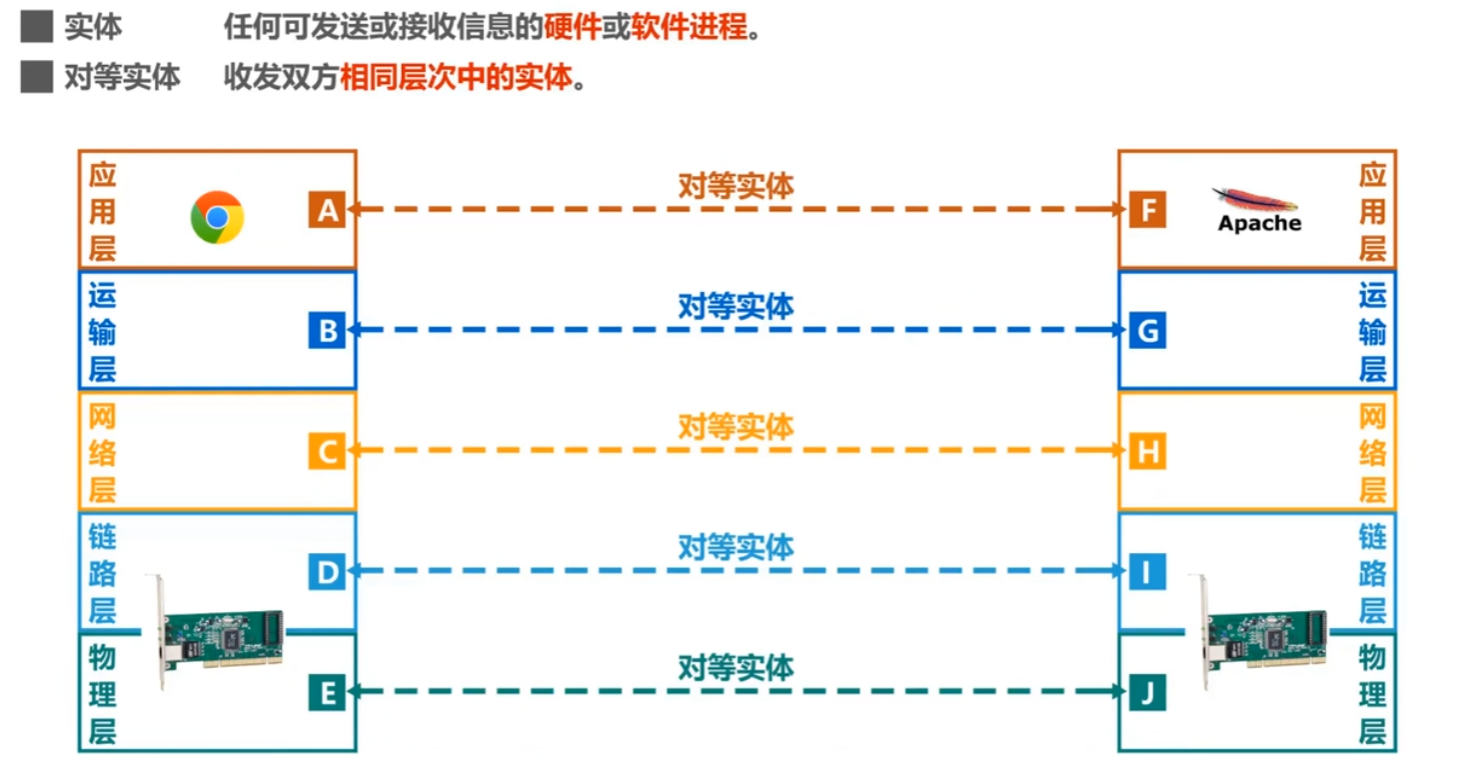 实体 任何可发送或接收信息的硬件或软件进程。
对等实体 收发双方相同层次中的实体。
应用层
A
对等实体
F
Apache
应用层
运输层
B
对等实体
G
运输层
网络层
C
对等实体
H
网络层
链路层
D
对等实体
I
链路层
物理层
E
对等实体
J
物理层